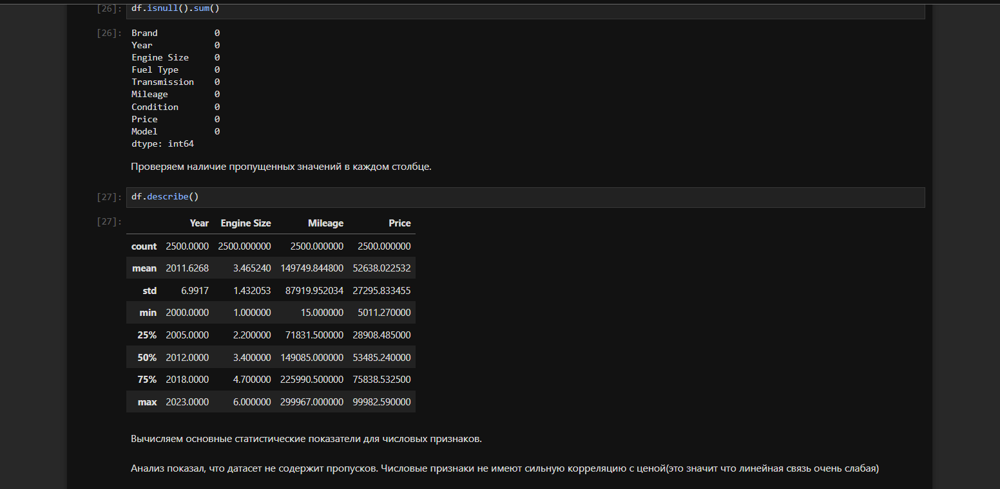 [26]: df.isnull().sum()
[26]: Brand 0
Year 0
Engine Size 0
Fuel Type 0
Transmission 0
Mileage 0
Condition 0
Price 0
Model 0
dtype: int64
Проверяем наличие пропущенных значений в каждом столбце.
[27]: df.describe()
[27]: Year Engine Size Mileage Price
count 2500.0000 2500.000000 2500.000000 2500.000000
mean 2011.6268 3.465240 149749.844800 52638.022532
std 6.9917 1.432053 87919.952034 27295.833455
min 2000.0000 1.000000 15.000000 5011.270000
25% 2005.0000 2.200000 71831.500000 28908.485000
50% 2012.0000 3.400000 149085.000000 53485.240000
75% 2018.0000 4.700000 225990.500000 75838.532500
max 2023.0000 6.000000 299967.000000 99982.590000
Вычисляем основные статистические показатели для числовых признаков.
Анализ показал, что датасет не содержит пропусков. Числовые признаки не имеют сильную корреляцию с ценой(это значит что линейная связь очень слабая)